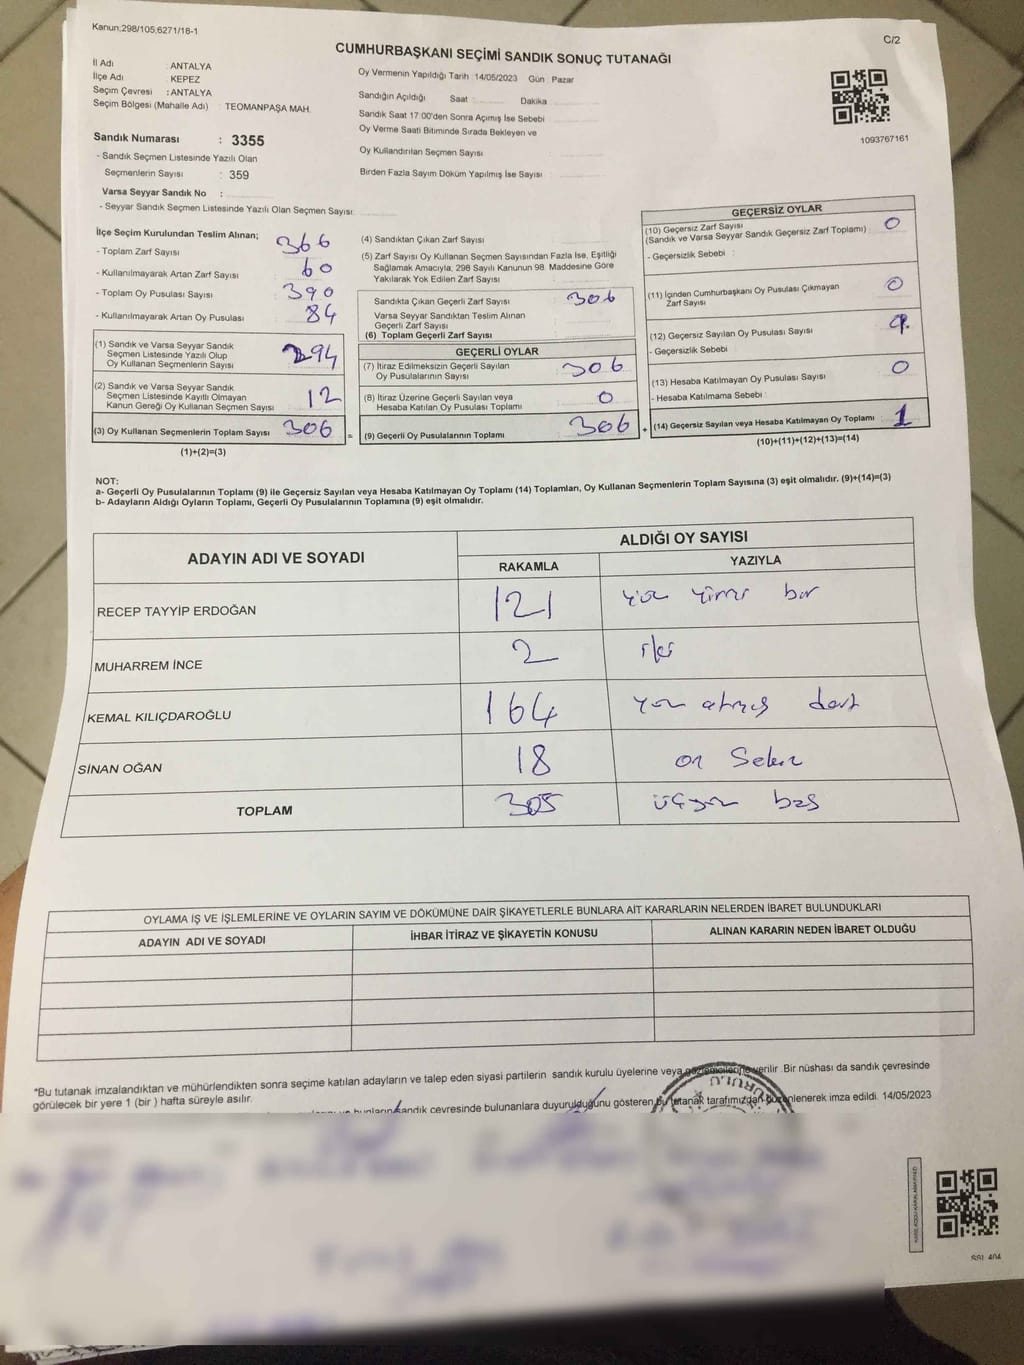 Kanun;298/105,6271/18-1
C/2
CUMHURBAŞKANI SEÇİMİ SANDIK SONUÇ TUTANAĞI
İl Adı : ANTALYA
İlçe Adı : KEPEZ
Seçim Çevresi : ANTALYA
Seçim Bölgesi (Mahalle Adı) : TEOMANPAŞA MAH.
Sandık Numarası : 3355
- Sandık Seçmen Listesinde Yazılı Olan
Seçmenlerin Sayısı : 359
Varsa Seyyar Sandık No :
- Seyyar Sandık Seçmen Listesinde Yazılı Olan Seçmen Sayısı
Oy Vermenin Yapıldığı Tarih : 14/05/2023 Gün : Pazar
Sandığın Açıldığı Saat : Dakika
Sandık Saat 17:00'den Sonra Açımış İse Sebebi
Oy Verme Saati Bitiminde Sırada Bekleyen ve
Oy Kullandırılan Seçmen Sayısı
Birden Fazla Sayım Döküm Yapılmış İse Sayısı :
1093767161
İlçe Seçim Kurulundan Teslim Alınan;
- Toplam Zarf Sayısı 366
- Kullanılmayarak Artan Zarf Sayısı 60
- Toplam Oy Pusulası Sayısı 390
- Kullanılmayarak Artan Oy Pusulası 84
(1) Sandık ve Varsa Seyyar Sandık
Seçmen Listesinde Yazılı Olup
Oy Kullanan Seçmenlerin Sayısı 294
(2) Sandık ve Varsa Seyyar Sandık
Seçmen Listesinde Kayıtlı Olmayan
Kanun Gereği Oy Kullanan Seçmen Sayısı 12
(3) Oy Kullanan Seçmenlerin Toplam Sayısı 306 =
(1)+(2)=(3)
(4) Sandıktan Çıkan Zarf Sayısı
(5) Zarf Sayısı Oy Kullanan Seçmen Sayısından Fazla İse, Eşitliği
Sağlamak Amacıyla, 298 Sayılı Kanunun 98. Maddesine Göre
Yakılarak Yok Edilen Zarf Sayısı
Sandıkta Çıkan Geçerli Zarf Sayısı 306
Varsa Seyyar Sandıktan Teslim Alınan
Geçerli Zarf Sayısı
(6) Toplam Geçerli Zarf Sayısı
GEÇERLİ OYLAR
(7) İtiraz Edilmeksizin Geçerli Sayılan
Oy Pusulalarının Sayısı 306
(8) İtiraz Üzerine Geçerli Sayılan veya
Hesaba Katılan Oy Pusulası Toplamı 0
(9) Geçerli Oy Pusulalarının Toplamı 306 +
GEÇERSİZ OYLAR
(10) Geçersiz Zarf Sayısı 0
(Sandık ve Varsa Seyyar Sandık Geçersiz Zarf Toplamı) :
- Geçersizlik Sebebi :
(11) İçinden Cumhurbaşkanı Oy Pusulası Çıkmayan 0
Zarf Sayısı
(12) Geçersiz Sayılan Oy Pusulası Sayısı
- Geçersizlik Sebebi
(13) Hesaba Katılmayan Oy Pusulası Sayısı 0
- Hesaba Katılmama Sebebi :
(14) Geçersiz Sayılan veya Hesaba Katılmayan Oy Toplamı 1
(10)+(11)+(12)+(13)=(14)
NOT:
a- Geçerli Oy Pusulalarının Toplamı (9) ile Geçersiz Sayılan veya Hesaba Katılmayan Oy Toplamı (14) Toplamları, Oy Kullanan Seçmenlerin Toplam Sayısına (3) eşit olmalıdır. (9)+(14)=(3)
b- Adayların Aldığı Oyların Toplamı, Geçerli Oy Pusulalarının Toplamına (9) eşit olmalıdır.
ADAYIN ADI VE SOYADI ALDIĞI OY SAYISI
RAKAMLA YAZIYLA
RECEP TAYYİP ERDOĞAN 121 yüz yirmi bir
MUHARREM İNCE 2 iki
KEMAL KILIÇDAROĞLU 164 yüz atmış dört
SİNAN OĞAN 18 on Sekiz
TOPLAM 305 üçyüz beş
OYLAMA İŞ VE İŞLEMLERİNE VE OYLARIN SAYIM VE DÖKÜMÜNE DAİR ŞİKAYETLERLE BUNLARA AİT KARARLARIN NELERDEN İBARET BULUNDUKLARI
ADAYIN ADI VE SOYADI İHBAR İTİRAZ VE ŞİKAYETİN KONUSU ALINAN KARARIN NEDEN İBARET OLDUĞU
*Bu tutanak imzalandıktan ve mühürlendikten sonra seçime katılan adayların ve talep eden siyasi partilerin sandık kurulu üyelerine veya gözlemcilerine verilir .Bir nüshası da sandık çevresinde
görülecek bir yere 1 (bir ) hafta süreyle asılır.
sandık çevresinde bulunanlara duyurulduğunu gösteren bu tutanak tarafımızdan düzenlenerek imza edildi. 14/05/2023